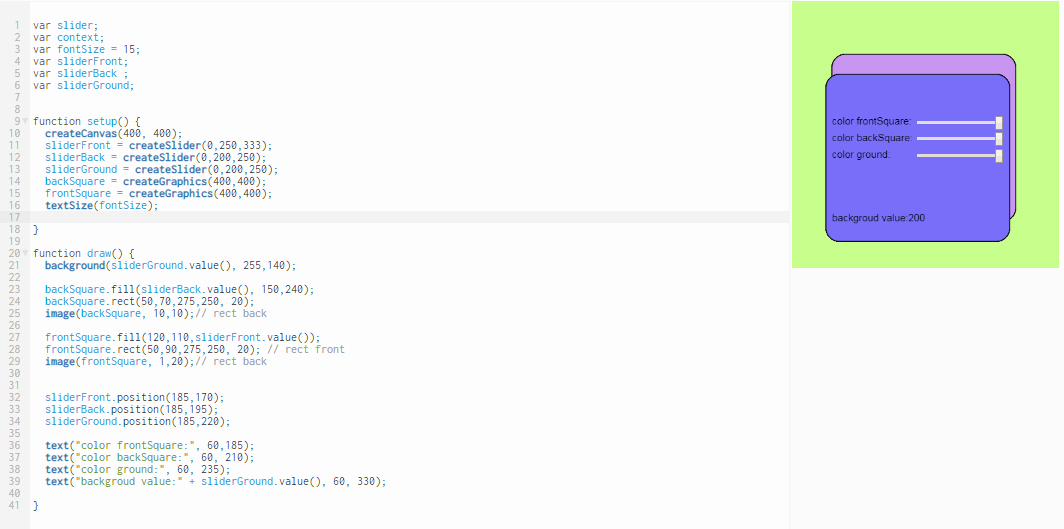 1 var slider;
2 var context;
3 var fontSize = 15;
4 var sliderFront;
5 var sliderBack ;
6 var sliderGround;
7
8
9 function setup() {
10 createCanvas(400, 400);
11 sliderFront = createSlider(0,250,333);
12 sliderBack = createSlider(0,200,250);
13 sliderGround = createSlider(0,200,250);
14 backSquare = createGraphics(400,400);
15 frontSquare = createGraphics(400,400);
16 textSize(fontSize);
17
18 }
19
20 function draw() {
21 background(sliderGround.value(), 255,140);
22
23 backSquare.fill(sliderBack.value(), 150,240);
24 backSquare.rect(50,70,275,250, 20);
25 image(backSquare, 10,10);// rect back
26
27 frontSquare.fill(120,110,sliderFront.value());
28 frontSquare.rect(50,90,275,250, 20); // rect front
29 image(frontSquare, 1,20);// rect back
30
31
32 sliderFront.position(185,170);
33 sliderBack.position(185,195);
34 sliderGround.position(185,220);
35
36 text("color frontSquare:", 60,185);
37 text("color backSquare:", 60, 210);
38 text("color ground:", 60, 235);
39 text("backgroud value:" + sliderGround.value(), 60, 330);
40
41 }
color frontSquare:
color backSquare:
color ground:
backgroud value:200